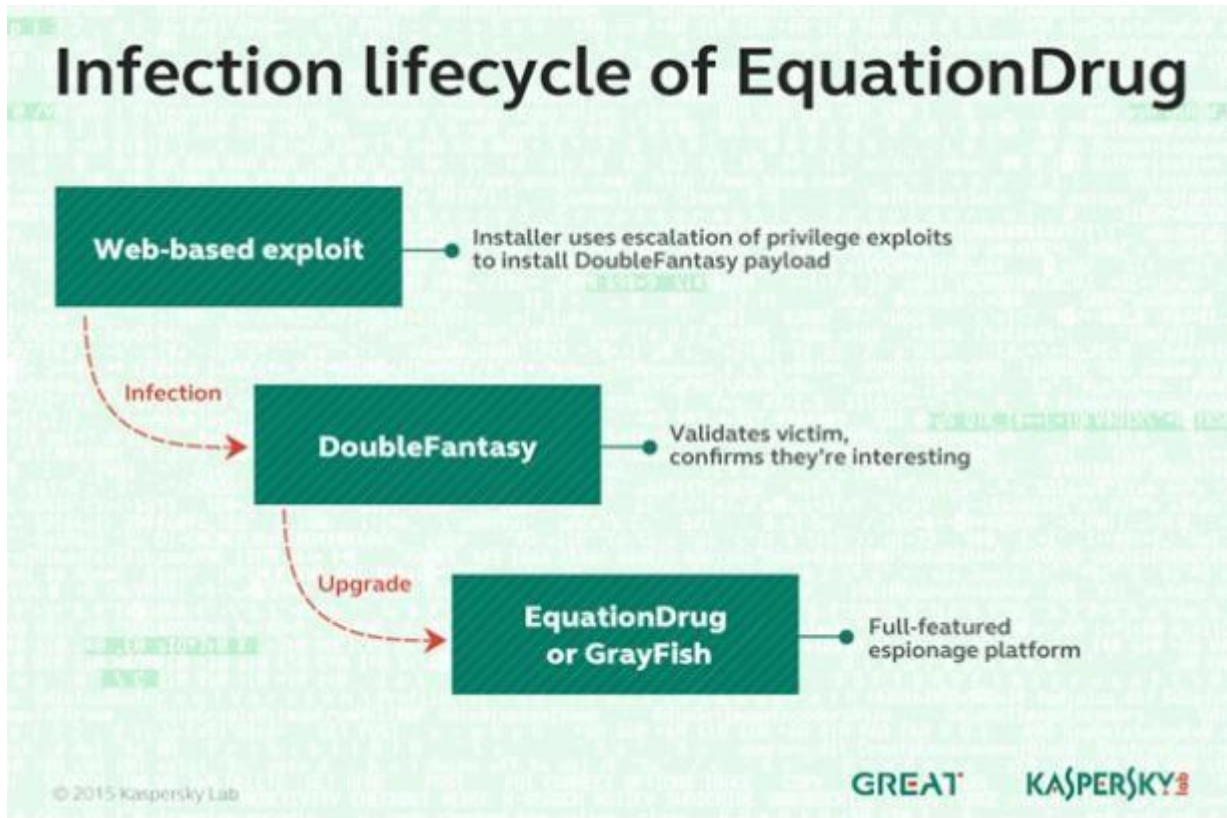 Infection lifecycle of EquationDrug
Web-based exploit
Installer uses escalation of privilege exploits
to install DoubleFantasy payload
Infection
DoubleFantasy
Validates victim,
confirms they're interesting
Upgrade
EquationDrug
or GrayFish
Full-featured
espionage platform
© 2015 Kaspersky Lab
GREAT
KASPERSKY lab